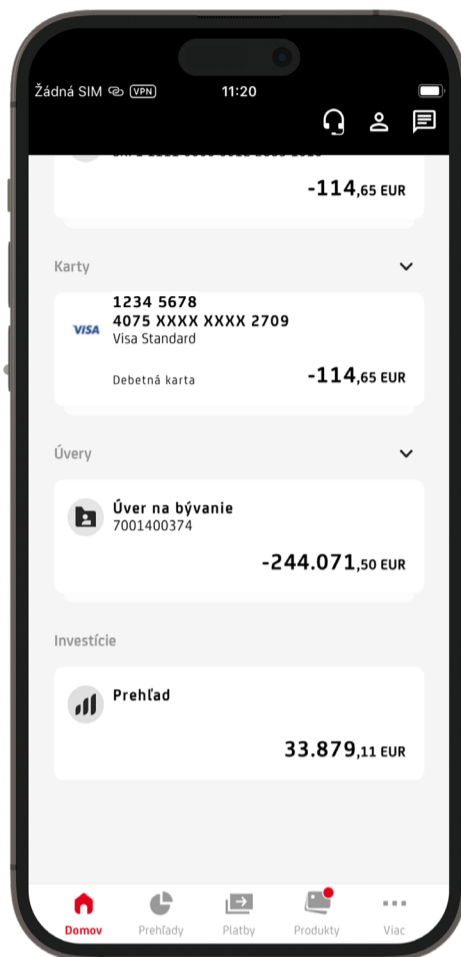 Žádná SIM VPN 11:20
-114,65 EUR
Karty
1234 5678
4075 XXXX XXXX 2709
VISA
Visa Standard
Debetná karta -114,65 EUR
Úvery
Úver na bývanie
7001400374
-244.071,50 EUR
Investície
Prehľad
33.879,11 EUR
Domov Prehľady Platby Produkty Viac